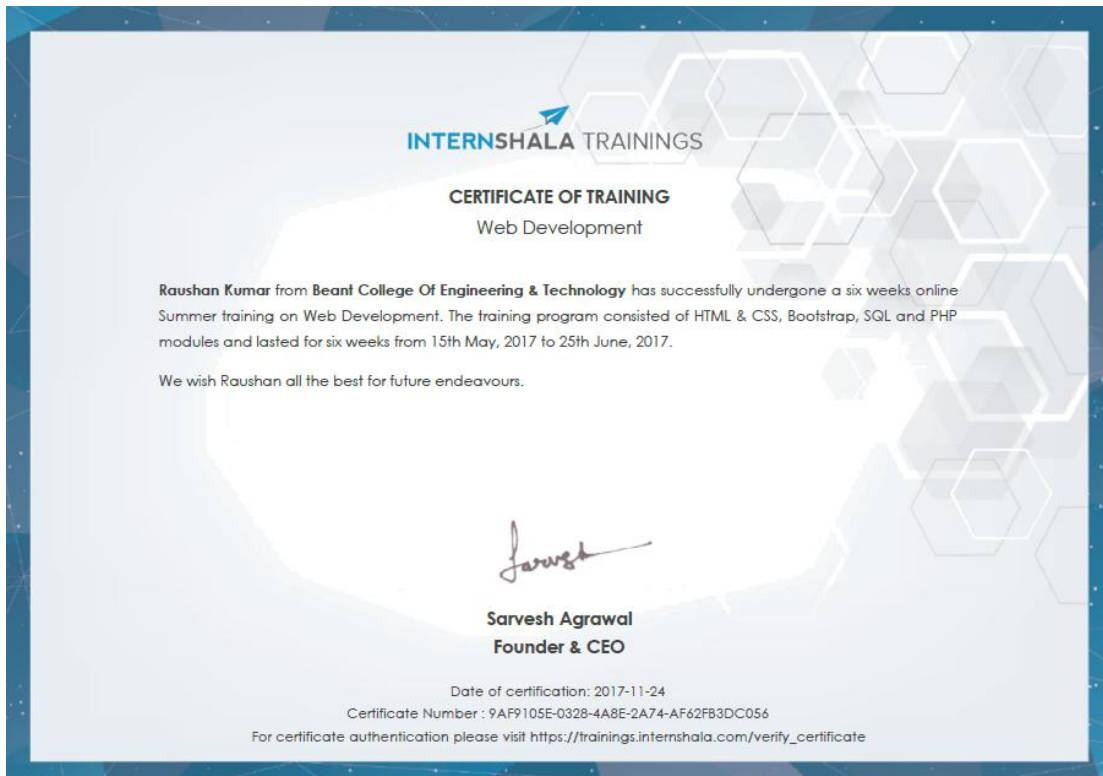 INTERNSHALA TRAININGS
CERTIFICATE OF TRAINING
Web Development
Raushan Kumar from Beant College Of Engineering & Technology has successfully undergone a six weeks online
Summer training on Web Development. The training program consisted of HTML & CSS, Bootstrap, SQL and PHP
modules and lasted for six weeks from 15th May, 2017 to 25th June, 2017.
We wish Raushan all the best for future endeavours.
Sarvesh
Sarvesh Agrawal
Founder & CEO
Date of certification: 2017-11-24
Certificate Number : 9AF9105E-0328-4A8E-2A74-AF62FB3DC056
For certificate authentication please visit https://trainings.internshala.com/verify_certificate